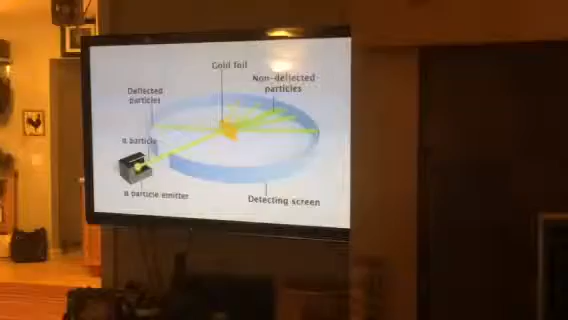 Gold foil
Non-deflected
particles
Deflected
particles
α particle
α particle emitter
Detecting screen